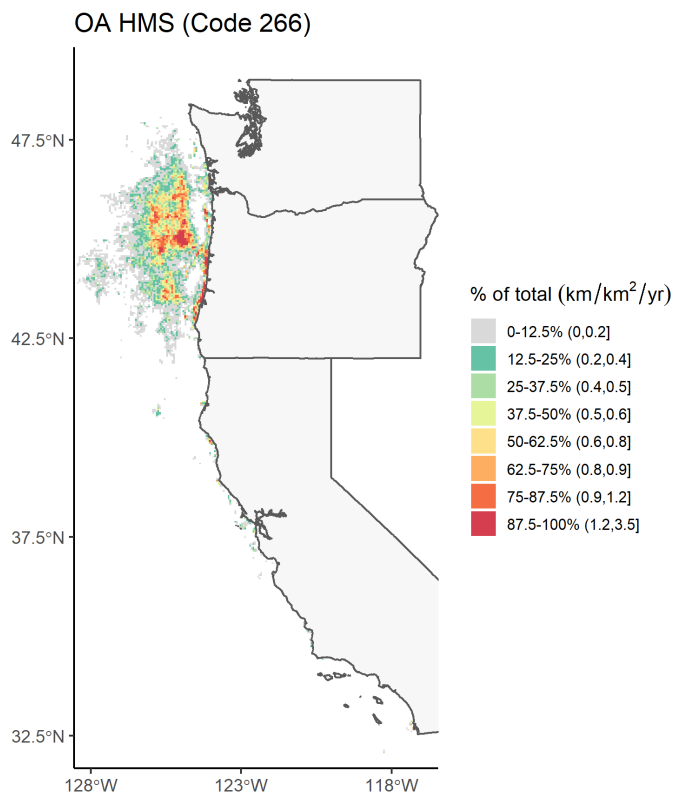 OA HMS (Code 266)
47.5°N
42.5°N
37.5°N
32.5°N
128°W
123°W
118°W
% of total (km/km²/yr)
0-12.5% (0,0.2]
12.5-25% (0.2,0.4]
25-37.5% (0.4,0.5]
37.5-50% (0.5,0.6]
50-62.5% (0.6,0.8]
62.5-75% (0.8,0.9]
75-87.5% (0.9,1.2]
87.5-100% (1.2,3.5]